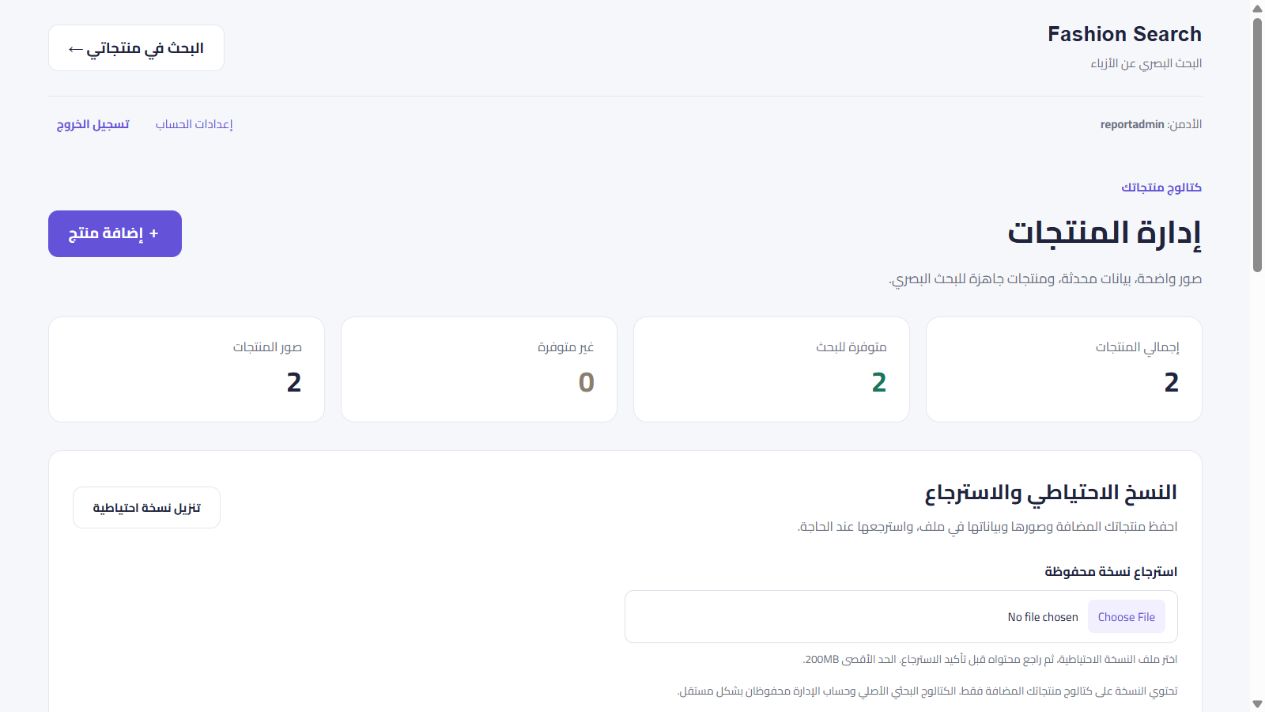 Fashion Search
البحث في منتجاتي ←
البحث البصري عن الأزياء
الأدمن: reportadmin
إعدادات الحساب
تسجيل الخروج
كتالوج منتجاتك
إدارة المنتجات
+ إضافة منتج
صور واضحة، بيانات محدثة، ومنتجات جاهزة للبحث البصري.
إجمالي المنتجات
2
متوفرة للبحث
2
غير متوفرة
0
صور المنتجات
2
النسخ الاحتياطي والاسترجاع
تنزيل نسخة احتياطية
احفظ منتجاتك المضافة وصورها وبياناتها في ملف، واسترجعها عند الحاجة.
استرجاع نسخة محفوظة
Choose File No file chosen
اختر ملف النسخة الاحتياطية، ثم راجع محتواه قبل تأكيد الاسترجاع. الحد الأقصى 200MB.
تحتوي النسخة على كتالوج منتجاتك المضافة فقط. الكتالوج البحثي الأصلي وحساب الإدارة محفوظان بشكل مستقل.